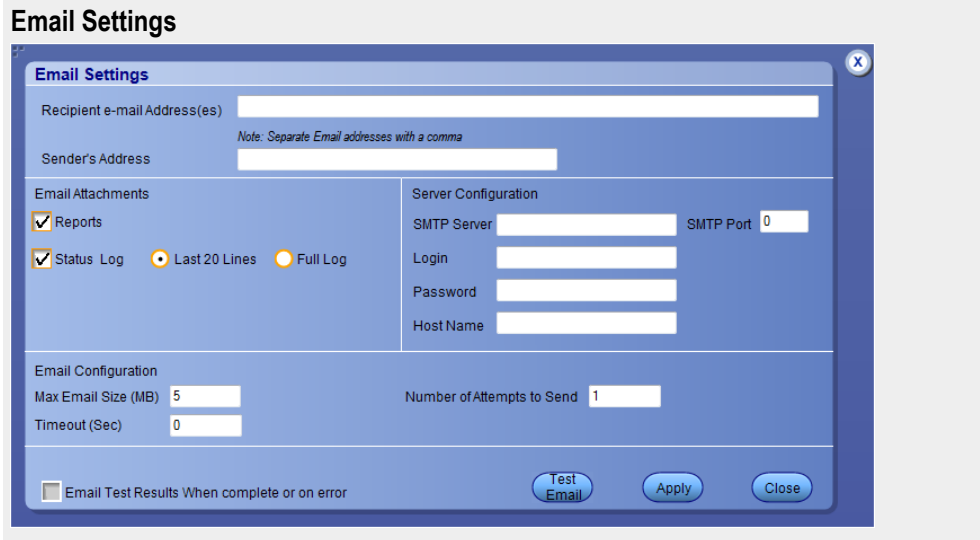 Email Settings
X
Email Settings
Recipient e-mail Address(es)
Note: Separate Email addresses with a comma
Sender's Address
Email Attachments
Reports
Status Log Last 20 Lines Full Log
Server Configuration
SMTP Server SMTP Port 0
Login
Password
Host Name
Email Configuration
Max Email Size (MB) 5 Number of Attempts to Send 1
Timeout (Sec) 0
Email Test Results When complete or on error
Test
Email
Apply
Close